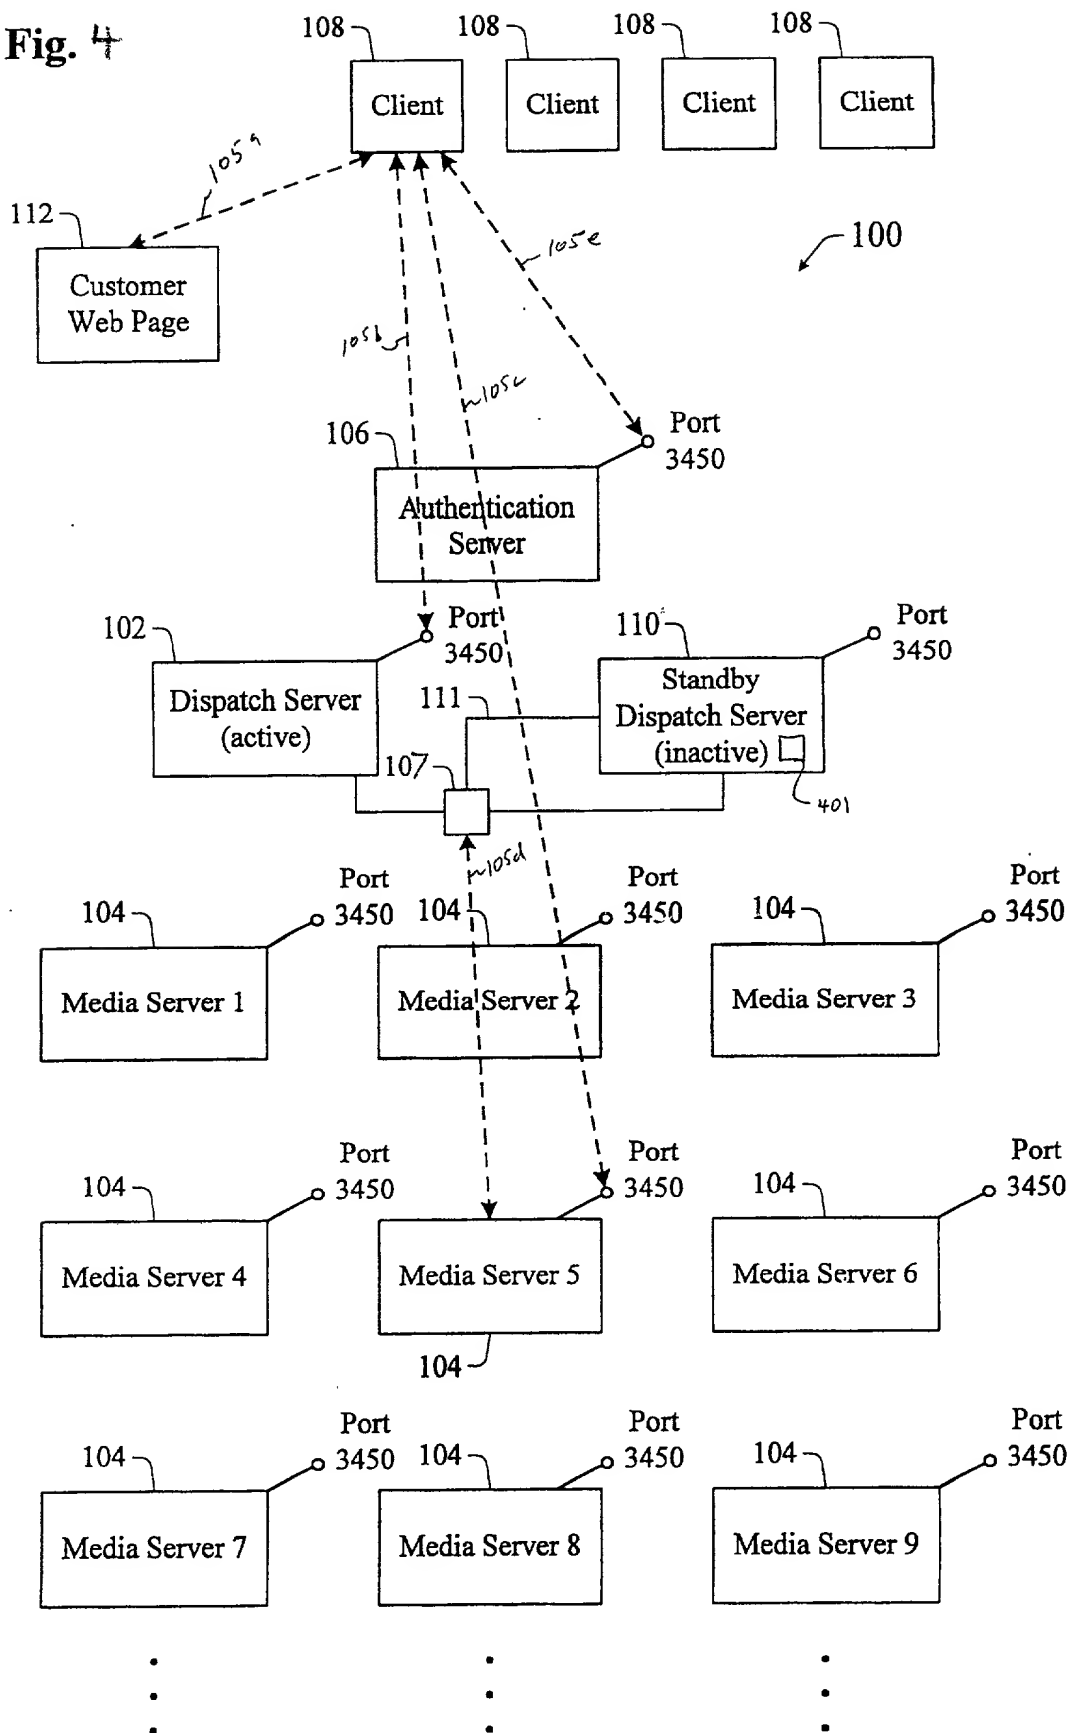 Fig. 4
108 108 108 108
Client Client Client Client
105a
112
Customer
Web Page
100
105e
105b
105c
106
Port
3450
Authentication
Server
102
Port
3450
110
Port
3450
Dispatch Server
(active)
111
Standby
Dispatch Server
(inactive)
107
401
105d
Port Port Port
104 3450 104 3450 104 3450
Media Server 1 Media Server 2 Media Server 3
Port Port Port
104 3450 3450 104 3450
Media Server 4 Media Server 5 Media Server 6
104
Port Port Port
104 3450 104 3450 104 3450
Media Server 7 Media Server 8 Media Server 9